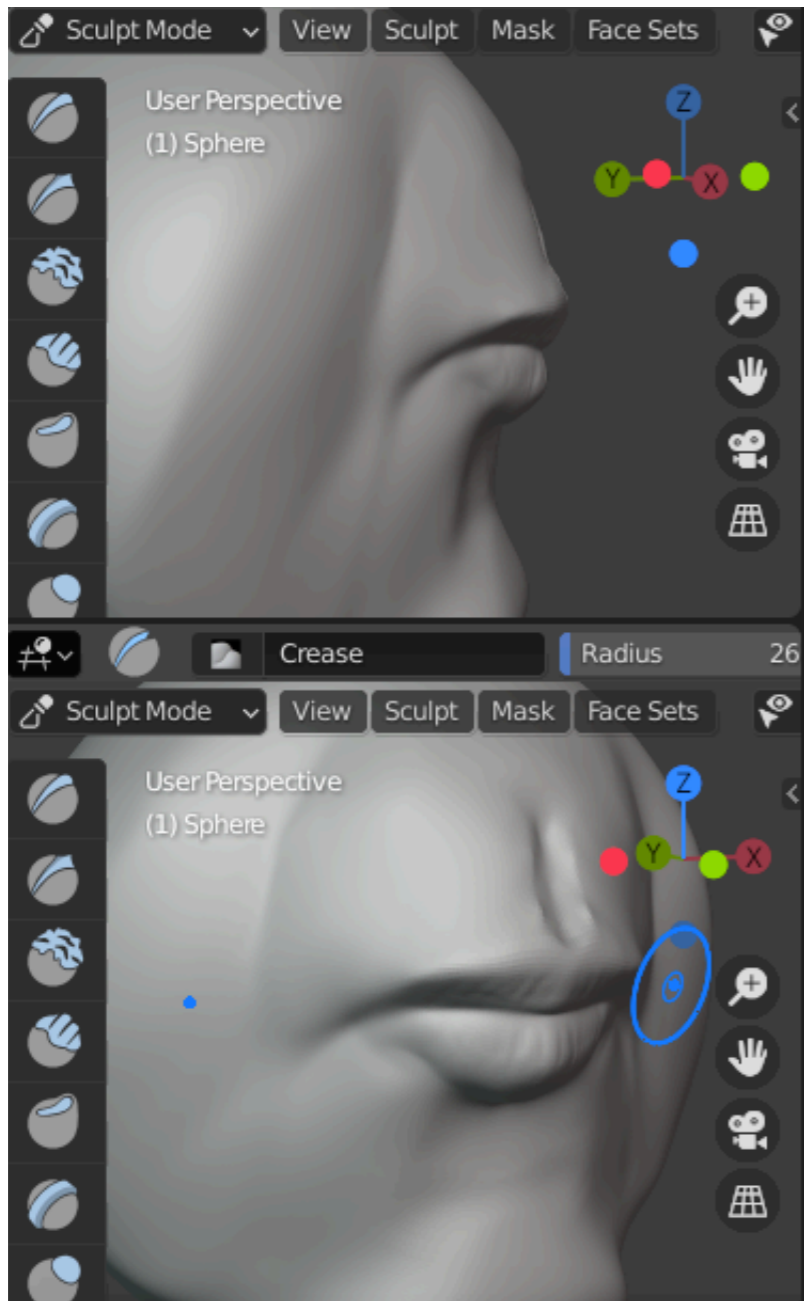 Sculpt Mode View Sculpt Mask Face Sets
User Perspective
(1) Sphere
Z
Y X
Crease Radius 26
Sculpt Mode View Sculpt Mask Face Sets
User Perspective
(1) Sphere
Z
Y X